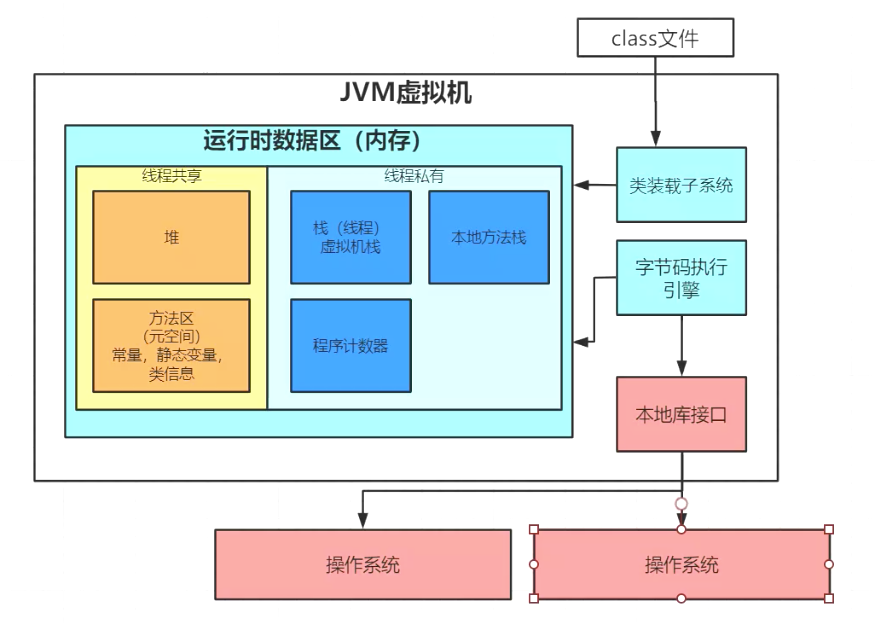 class文件
JVM虚拟机
运行时数据区（内存）
线程共享
线程私有
堆
栈（线程）
虚拟机栈
本地方法栈
方法区
（元空间）
常量，静态变量，
类信息
程序计数器
类装载子系统
字节码执行
引擎
本地库接口
操作系统
操作系统